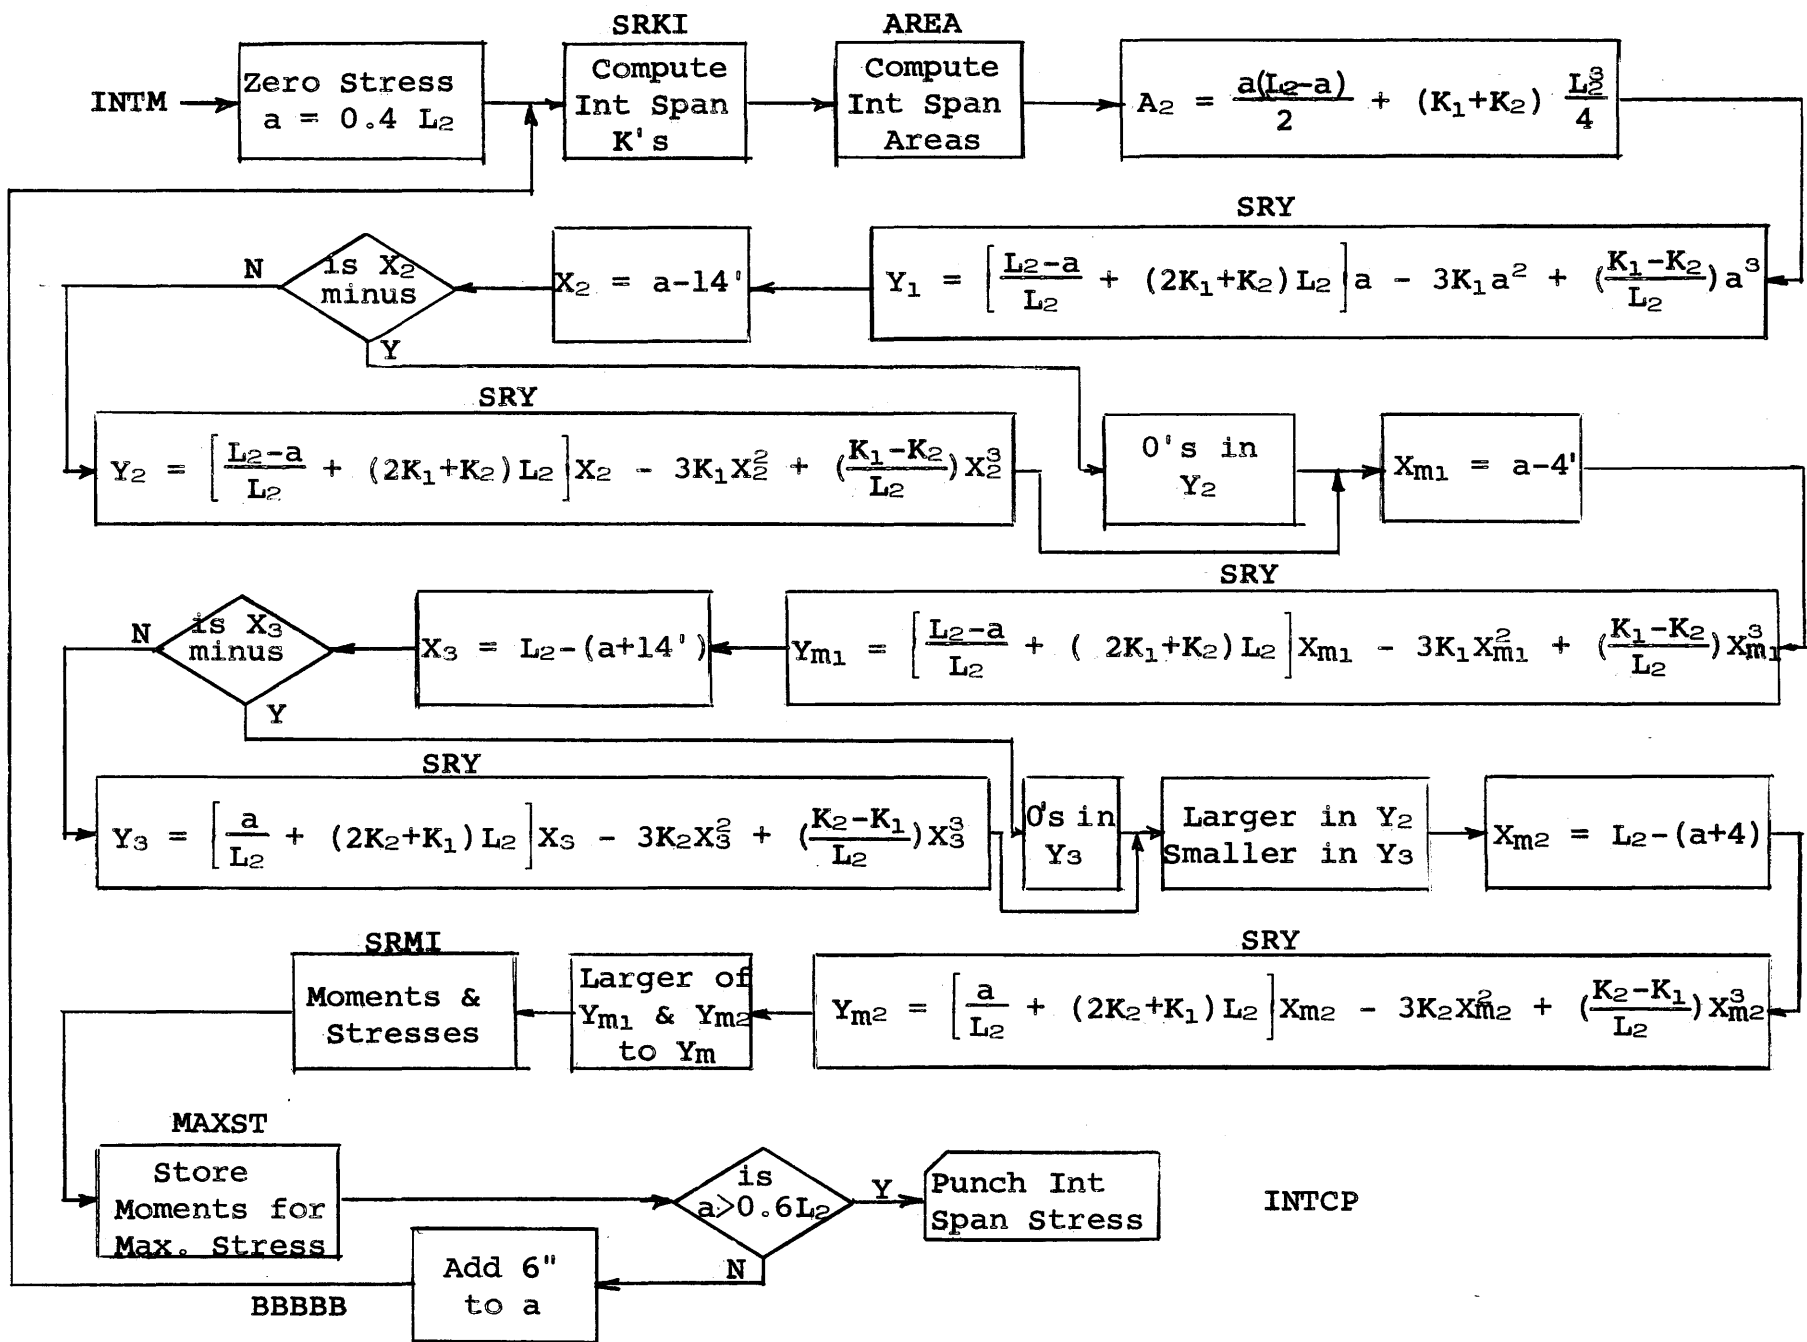 INTM
Zero Stress
a = 0.4 L₂
SRKI
Compute
Int Span
K's
AREA
Compute
Int Span
Areas
A₂ = a(L₂-a)/2 + (K₁+K₂) L₂³/4
SRY
Y₁ = [(L₂-a)/L₂ + (2K₁+K₂)L₂]a - 3K₁a² + ((K₁-K₂)/L₂)a³
X₂ = a-14'
is X₂
minus
N
Y
SRY
Y₂ = [(L₂-a)/L₂ + (2K₁+K₂)L₂]X₂ - 3K₁X₂² + ((K₁-K₂)/L₂)X₂³
0's in
Y₂
Xm₁ = a-4'
SRY
Ym₁ = [(L₂-a)/L₂ + ( 2K₁+K₂)L₂]Xm₁ - 3K₁Xm₁² + ((K₁-K₂)/L₂)Xm₁³
X₃ = L₂-(a+14')
is X₃
minus
N
Y
SRY
Y₃ = [a/L₂ + (2K₂+K₁)L₂]X₃ - 3K₂X₃² + ((K₂-K₁)/L₂)X₃³
0's in
Y₃
Larger in Y₂
Smaller in Y₃
Xm₂ = L₂-(a+4)
SRY
Ym₂ = [a/L₂ + (2K₂+K₁)L₂]Xm₂ - 3K₂Xm₂² + ((K₂-K₁)/L₂)Xm₂³
Larger of
Ym₁ & Ym₂
to Ym
SRMI
Moments &
Stresses
MAXST
Store
Moments for
Max. Stress
is
a>0.6L₂
Y
N
Punch Int
Span Stress
INTCP
Add 6"
to a
BBBBB